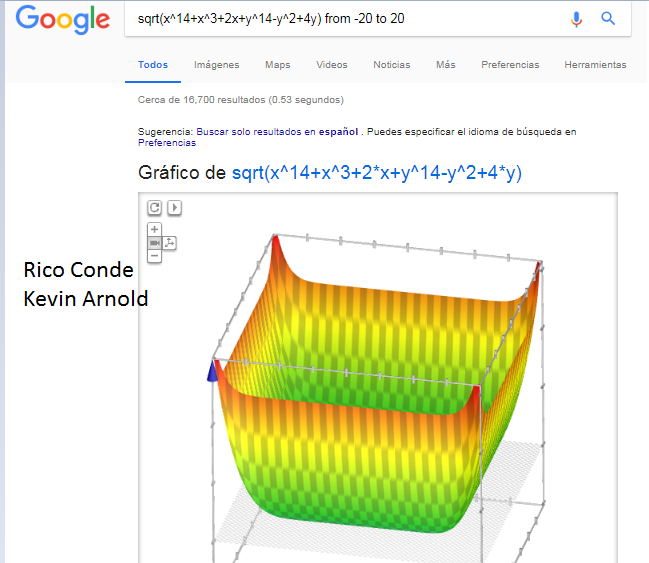 Google
sqrt(x^14+x^3+2x+y^14-y^2+4y) from -20 to 20
Todos Imágenes Maps Videos Noticias Más Preferencias Herramientas
Cerca de 16,700 resultados (0.53 segundos)
Sugerencia: Buscar solo resultados en español . Puedes especificar el idioma de búsqueda en
Preferencias
Gráfico de sqrt(x^14+x^3+2*x+y^14-y^2+4*y)
Rico Conde
Kevin Arnold